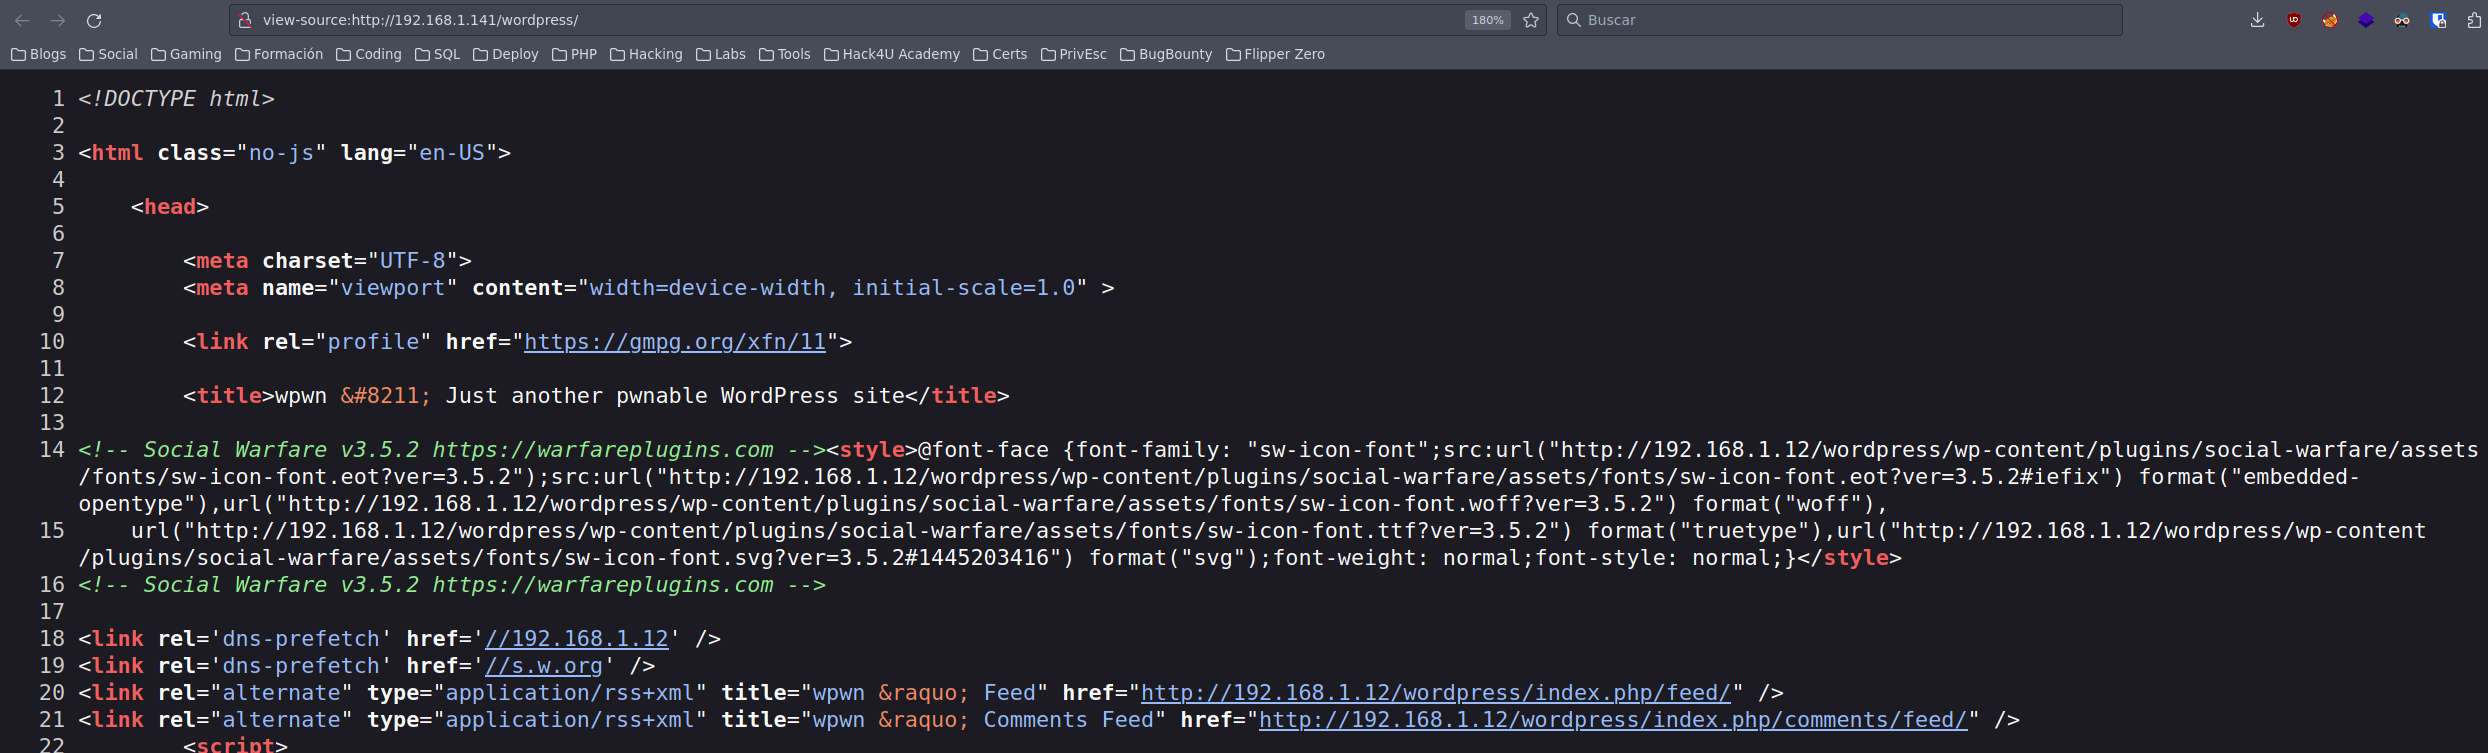 view-source:http://192.168.1.141/wordpress/ 180% Buscar
Blogs Social Gaming Formación Coding SQL Deploy PHP Hacking Labs Tools Hack4U Academy Certs PrivEsc BugBounty Flipper Zero
1 <!DOCTYPE html>
2
3 <html class="no-js" lang="en-US">
4
5 <head>
6
7 <meta charset="UTF-8">
8 <meta name="viewport" content="width=device-width, initial-scale=1.0" >
9
10 <link rel="profile" href="https://gmpg.org/xfn/11">
11
12 <title>wpwn &#8211; Just another pwnable WordPress site</title>
13
14 <!-- Social Warfare v3.5.2 https://warfareplugins.com --><style>@font-face {font-family: "sw-icon-font";src:url("http://192.168.1.12/wordpress/wp-content/plugins/social-warfare/assets
/fonts/sw-icon-font.eot?ver=3.5.2");src:url("http://192.168.1.12/wordpress/wp-content/plugins/social-warfare/assets/fonts/sw-icon-font.eot?ver=3.5.2#iefix") format("embedded-
opentype"),url("http://192.168.1.12/wordpress/wp-content/plugins/social-warfare/assets/fonts/sw-icon-font.woff?ver=3.5.2") format("woff"),
15 url("http://192.168.1.12/wordpress/wp-content/plugins/social-warfare/assets/fonts/sw-icon-font.ttf?ver=3.5.2") format("truetype"),url("http://192.168.1.12/wordpress/wp-content
/plugins/social-warfare/assets/fonts/sw-icon-font.svg?ver=3.5.2#1445203416") format("svg");font-weight: normal;font-style: normal;}</style>
16 <!-- Social Warfare v3.5.2 https://warfareplugins.com -->
17
18 <link rel='dns-prefetch' href='//192.168.1.12' />
19 <link rel='dns-prefetch' href='//s.w.org' />
20 <link rel="alternate" type="application/rss+xml" title="wpwn &raquo; Feed" href="http://192.168.1.12/wordpress/index.php/feed/" />
21 <link rel="alternate" type="application/rss+xml" title="wpwn &raquo; Comments Feed" href="http://192.168.1.12/wordpress/index.php/comments/feed/" />
22 <script>